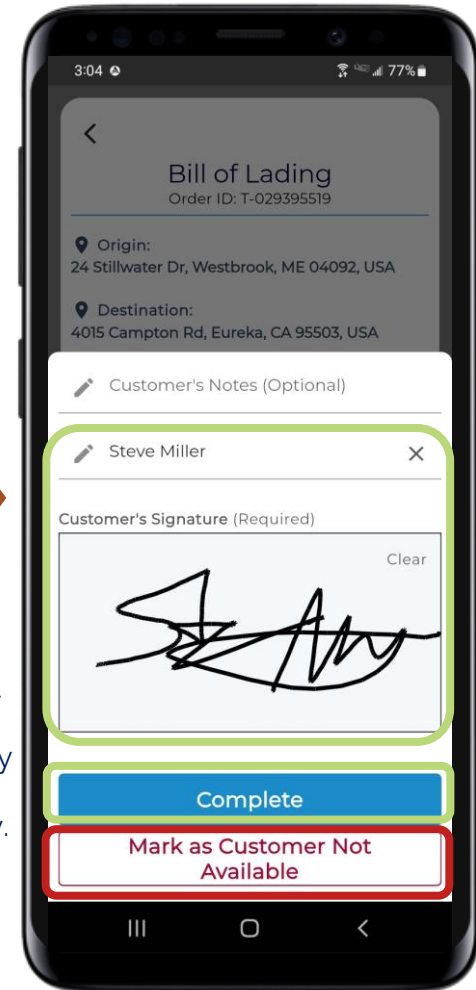 3:04
77%
Bill of Lading
Order ID: T-029395519
Origin:
24 Stillwater Dr, Westbrook, ME 04092, USA
Destination:
4015 Campton Rd, Eureka, CA 95503, USA
Customer's Notes (Optional)
Steve Miller
Customer's Signature (Required)
Clear
Complete
Mark as Customer Not
Available